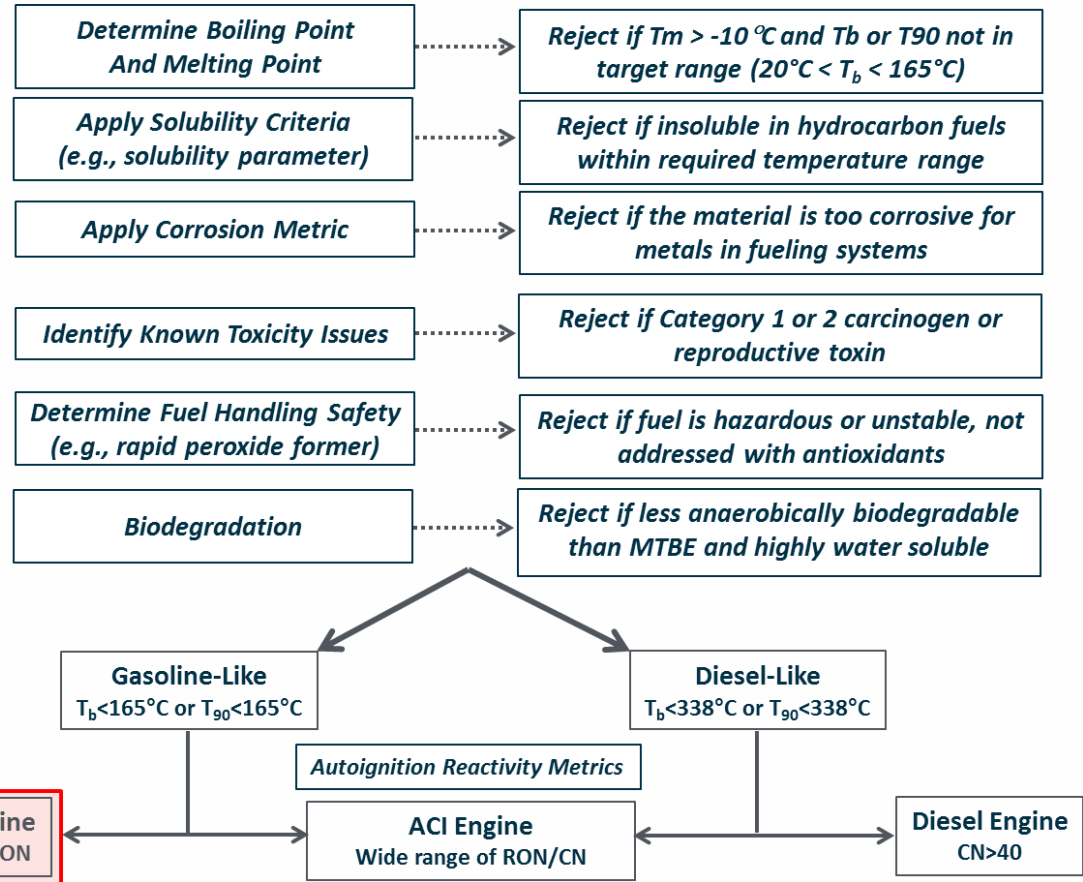 Determine Boiling Point
And Melting Point
Reject if Tm > -10 °C and Tb or T90 not in
target range (20°C < Tb < 165°C)
Apply Solubility Criteria
(e.g., solubility parameter)
Reject if insoluble in hydrocarbon fuels
within required temperature range
Apply Corrosion Metric
Reject if the material is too corrosive for
metals in fueling systems
Identify Known Toxicity Issues
Reject if Category 1 or 2 carcinogen or
reproductive toxin
Determine Fuel Handling Safety
(e.g., rapid peroxide former)
Reject if fuel is hazardous or unstable, not
addressed with antioxidants
Biodegradation
Reject if less anaerobically biodegradable
than MTBE and highly water soluble
Gasoline-Like
Tb<165°C or T90<165°C
Diesel-Like
Tb<338°C or T90<338°C
Autoignition Reactivity Metrics
ine
ON
ACI Engine
Wide range of RON/CN
Diesel Engine
CN>40